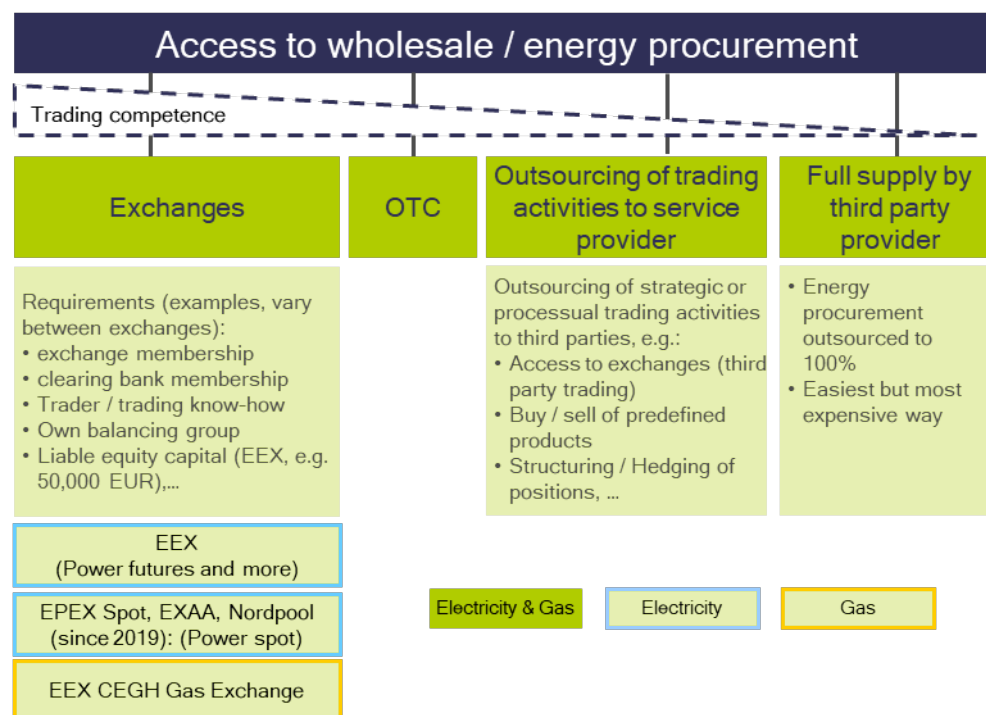 Access to wholesale / energy procurement
Trading competence
Exchanges
OTC
Outsourcing of trading
activities to service
provider
Full supply by
third party
provider
Requirements (examples, vary
between exchanges):
• exchange membership
• clearing bank membership
• Trader / trading know-how
• Own balancing group
• Liable equity capital (EEX, e.g.
50,000 EUR),...
Outsourcing of strategic or
processual trading activities
to third parties, e.g.:
• Access to exchanges (third
party trading)
• Buy / sell of predefined
products
• Structuring / Hedging of
positions, ...
• Energy
procurement
outsourced to
100%
• Easiest but most
expensive way
EEX
(Power futures and more)
EPEX Spot, EXAA, Nordpool
(since 2019): (Power spot)
EEX CEGH Gas Exchange
Electricity & Gas
Electricity
Gas